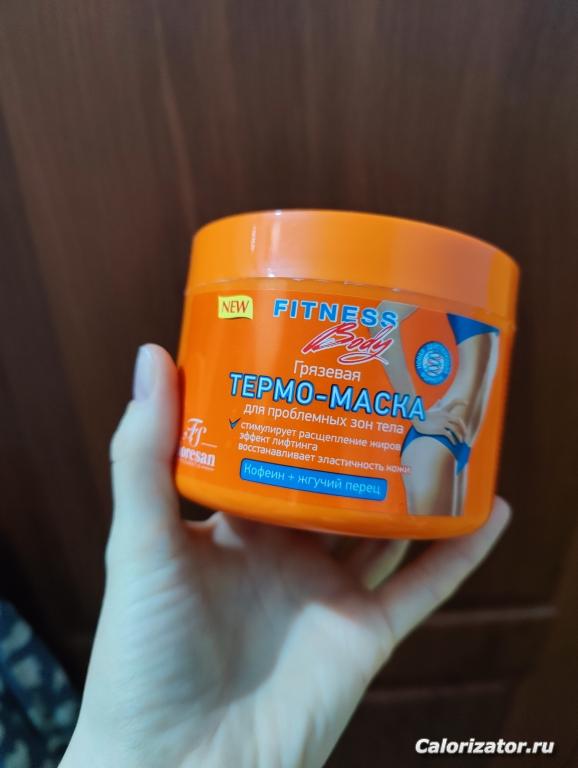 NEW
FITNESS
Body
Грязевая
ТЕРМО-МАСКА
для проблемных зон тела
✓ стимулирует расщепление жиров
эффект лифтинга
восстанавливает эластичность кожи
Кофеин + жгучий перец
Calorizator.ru